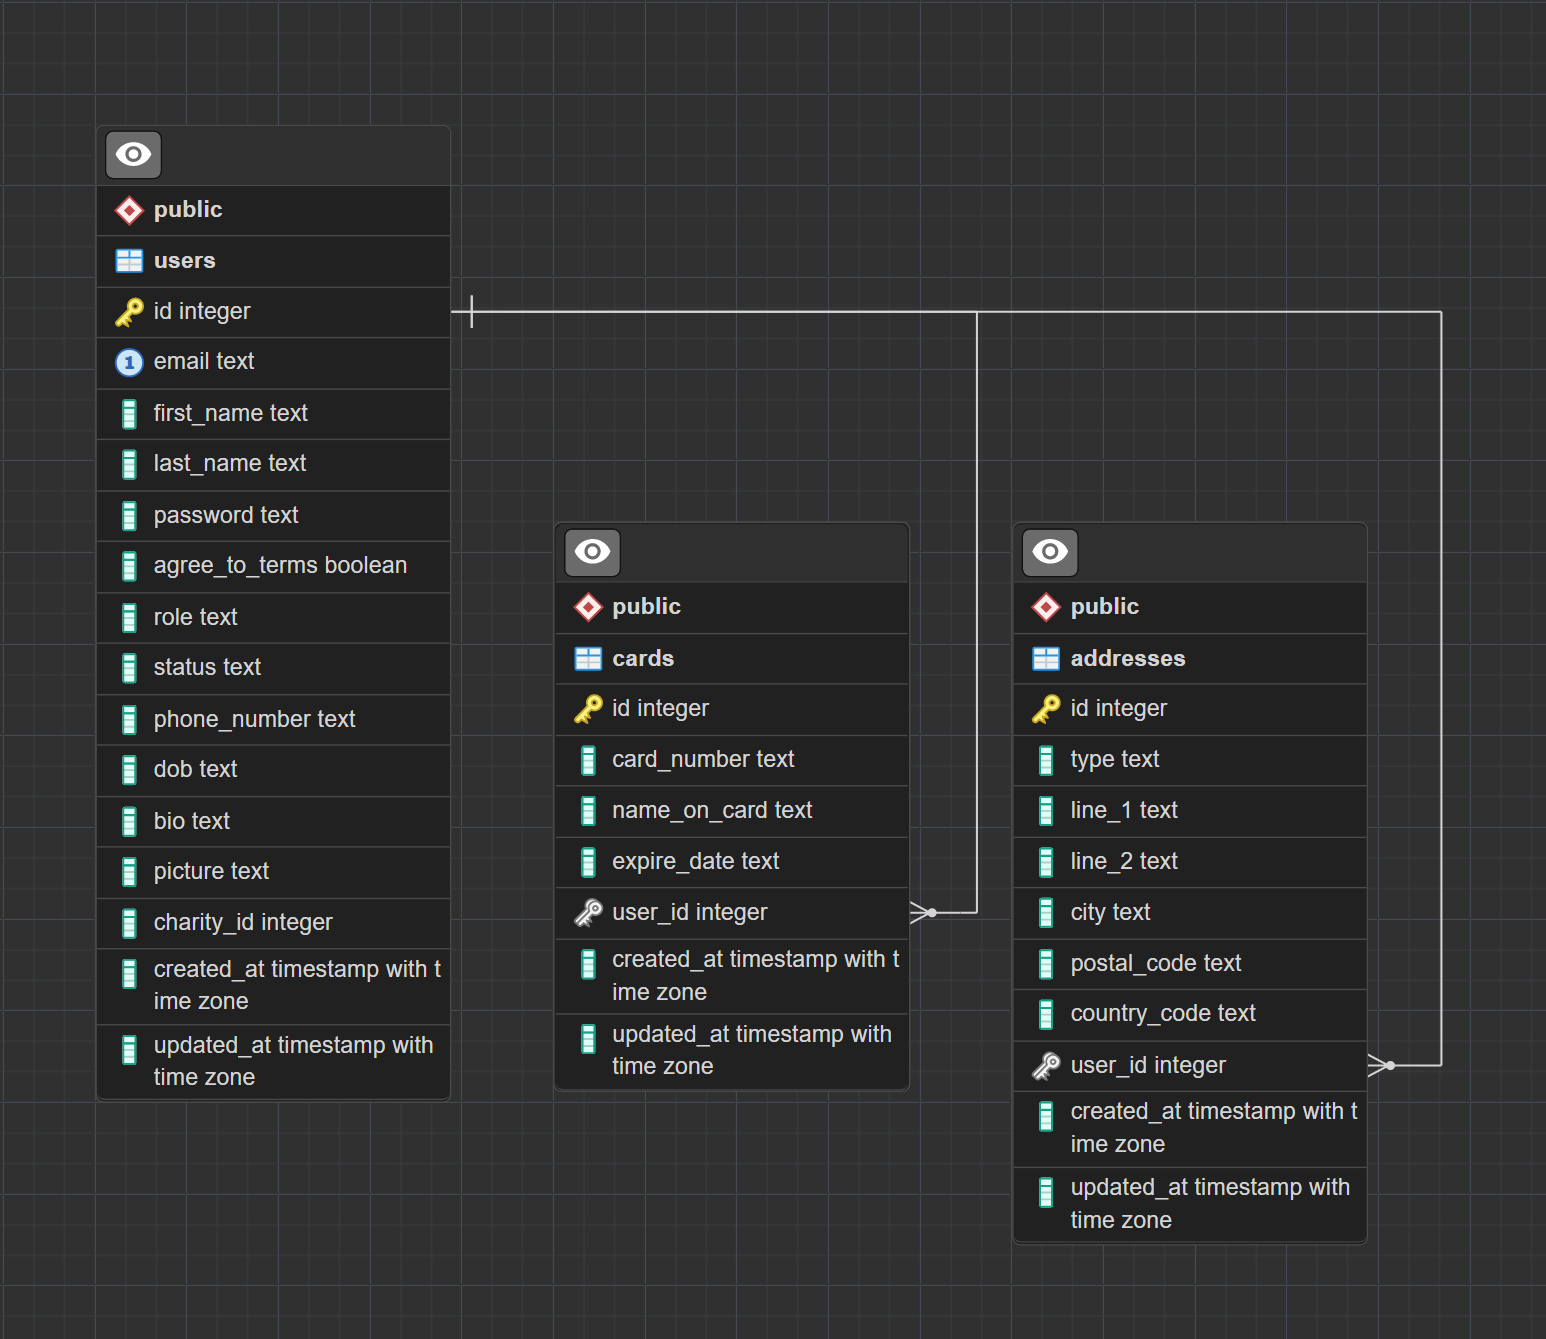 public
users
id integer
1
email text
first_name text
last_name text
password text
agree_to_terms boolean
role text
status text
phone_number text
dob text
bio text
picture text
charity_id integer
created_at timestamp with t
ime zone
updated_at timestamp with
time zone
public
cards
id integer
card_number text
name_on_card text
expire_date text
user_id integer
created_at timestamp with t
ime zone
updated_at timestamp with
time zone
public
addresses
id integer
type text
line_1 text
line_2 text
city text
postal_code text
country_code text
user_id integer
created_at timestamp with t
ime zone
updated_at timestamp with
time zone